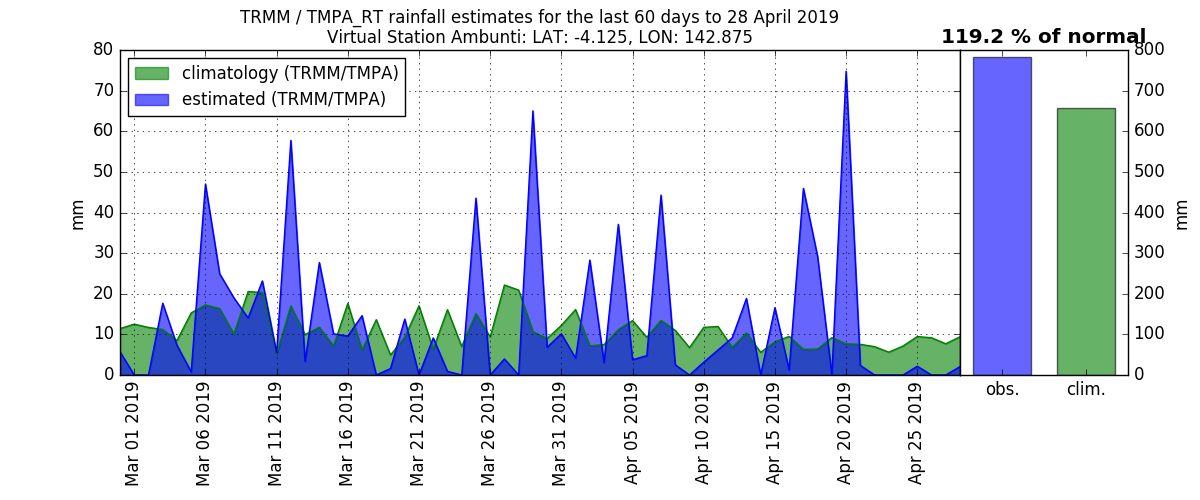 TRMM / TMPA_RT rainfall estimates for the last 60 days to 28 April 2019
Virtual Station Ambunti: LAT: -4.125, LON: 142.875
119.2 % of normal
climatology (TRMM/TMPA)
estimated (TRMM/TMPA)
mm
80
70
60
50
40
30
20
10
0
Mar 01 2019
Mar 06 2019
Mar 11 2019
Mar 16 2019
Mar 21 2019
Mar 26 2019
Mar 31 2019
Apr 05 2019
Apr 10 2019
Apr 15 2019
Apr 20 2019
Apr 25 2019
obs.
clim.
800
700
600
500
400
300
200
100
0
mm